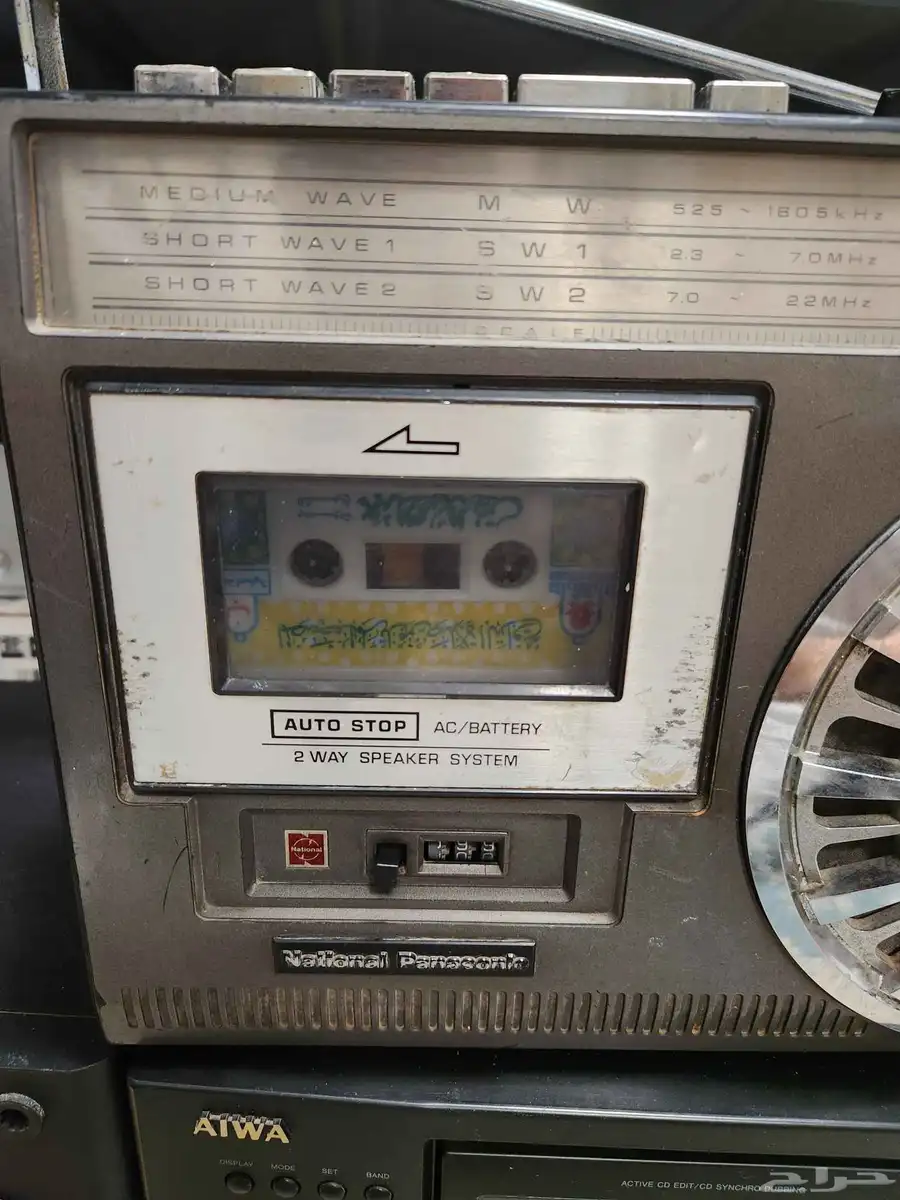 MEDIUM WAVE M W 525 ~ 1605kHz
SHORT WAVE 1 S W 1 2.3 ~ 7.0MHz
SHORT WAVE 2 S W 2 7.0 ~ 22MHz
SCALE
AUTO STOP AC/BATTERY
2 WAY SPEAKER SYSTEM
National
National Panasonic
AIWA
DISPLAY MODE SET BAND
ACTIVE CD EDIT/CD SYNCHRO DUBBING
حراج